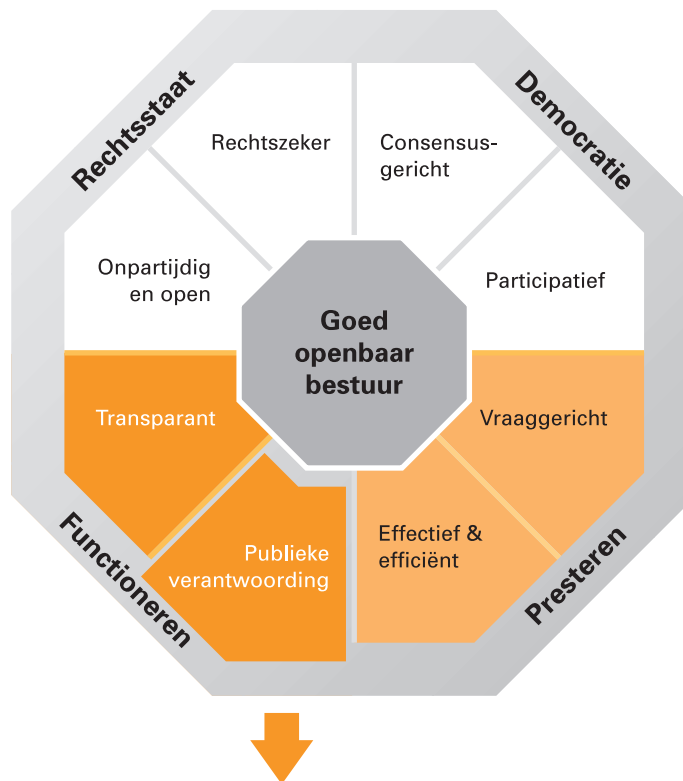 Rechtsstaat
Democratie
Rechtszeker
Consensus-
gericht
Onpartijdig
en open
Participatief
Goed
openbaar
bestuur
Transparant
Vraaggericht
Publieke
verantwoording
Effectief &
efficiënt
Functioneren
Presteren